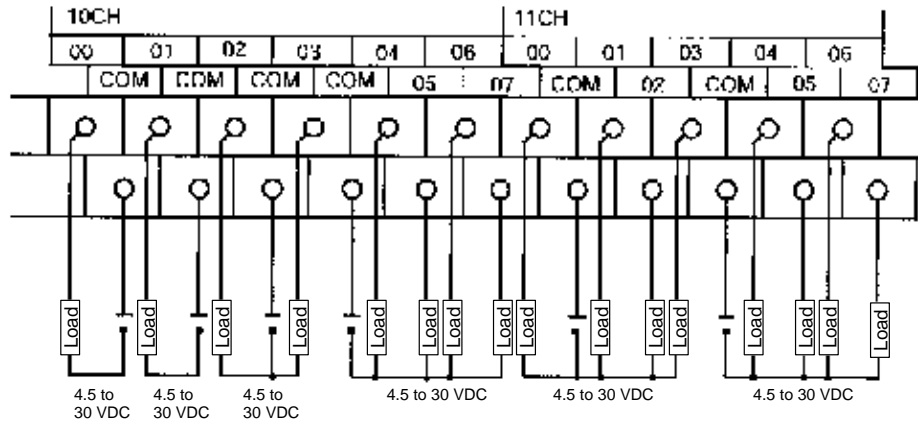 10CH 11CH
00 01 02 03 04 06 00 01 03 04 06
COM COM COM COM 05 07 COM 02 COM 05 07
Load Load Load Load Load Load Load Load Load Load Load Load Load Load Load Load
4.5 to 4.5 to 4.5 to 4.5 to 30 VDC 4.5 to 30 VDC 4.5 to 30 VDC
30 VDC 30 VDC 30 VDC